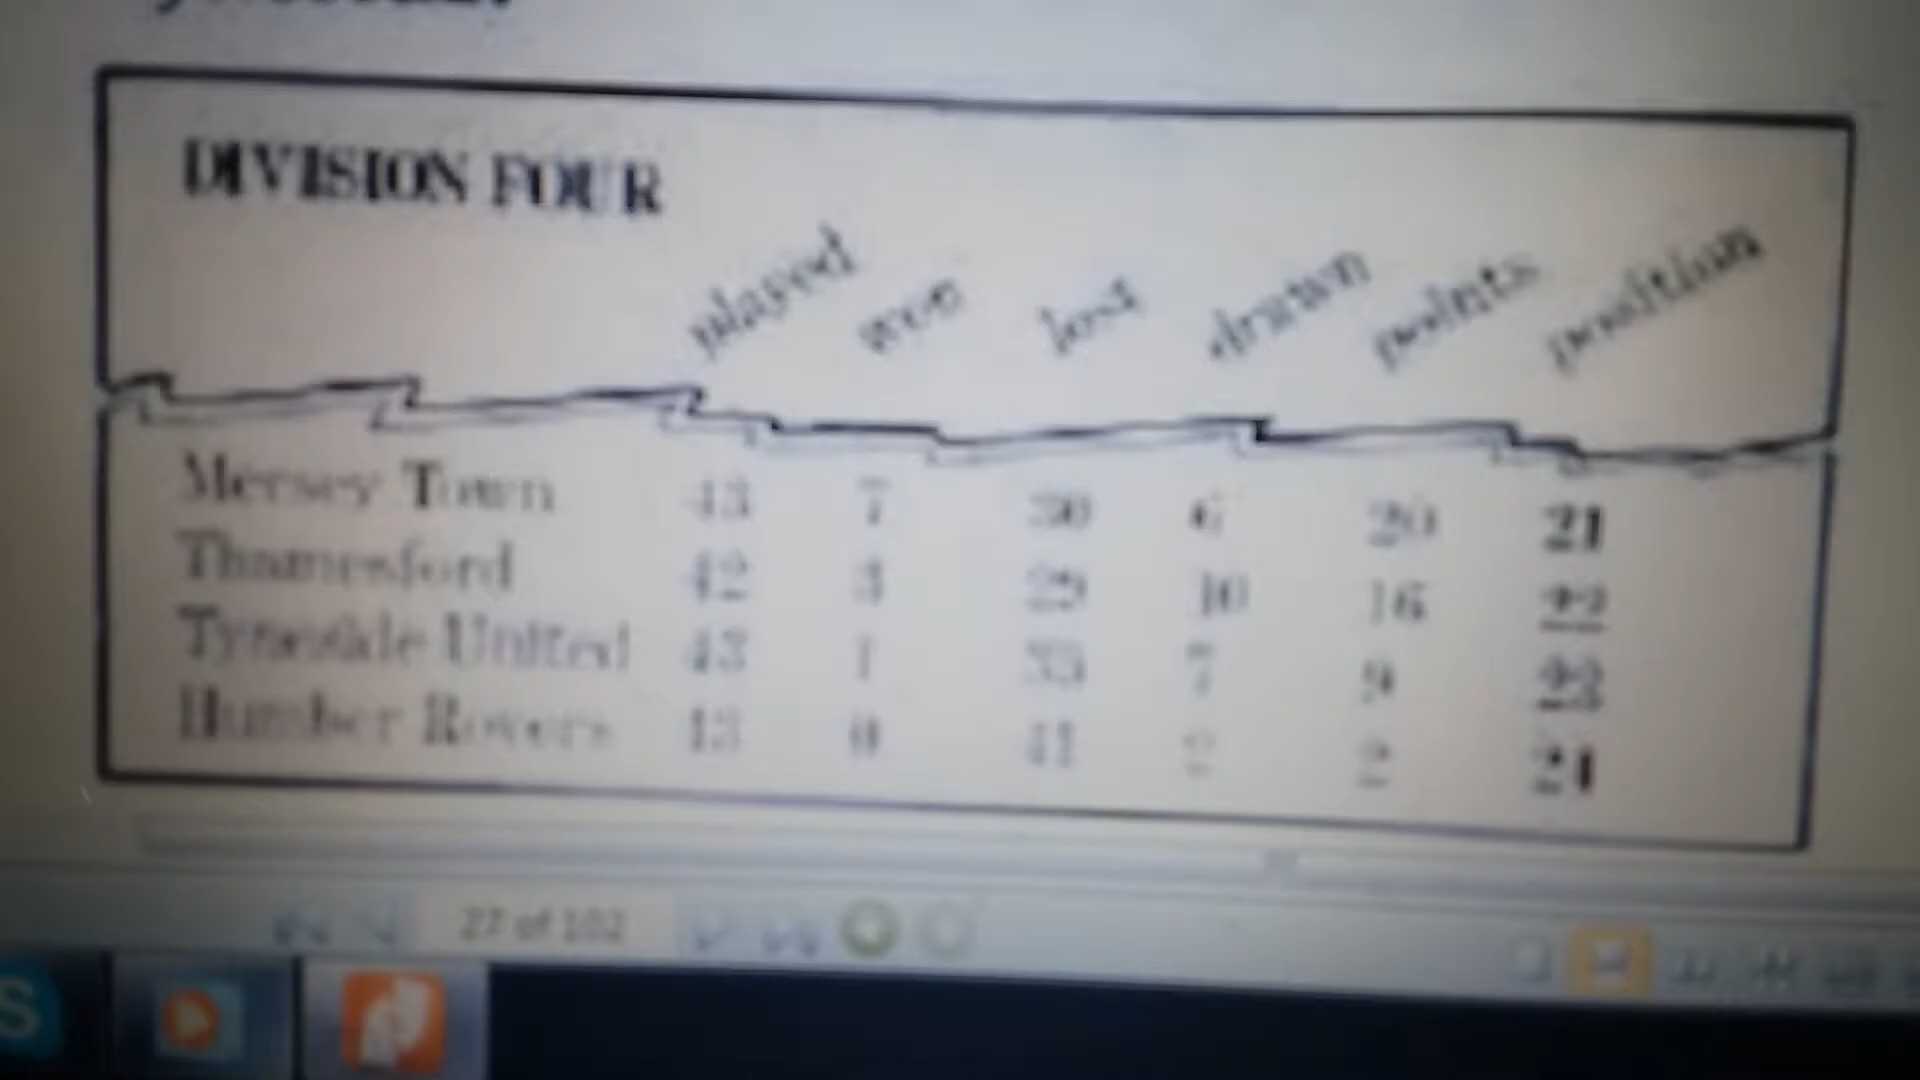 DIVISION FOUR
played won lost drawn points position
Mersey Town 43 7 30 6 20 21
Thamesford 42 3 29 10 16 22
Tyneside United 43 1 35 7 9 23
Humber Rovers 43 0 41 2 2 24
27 of 102
S